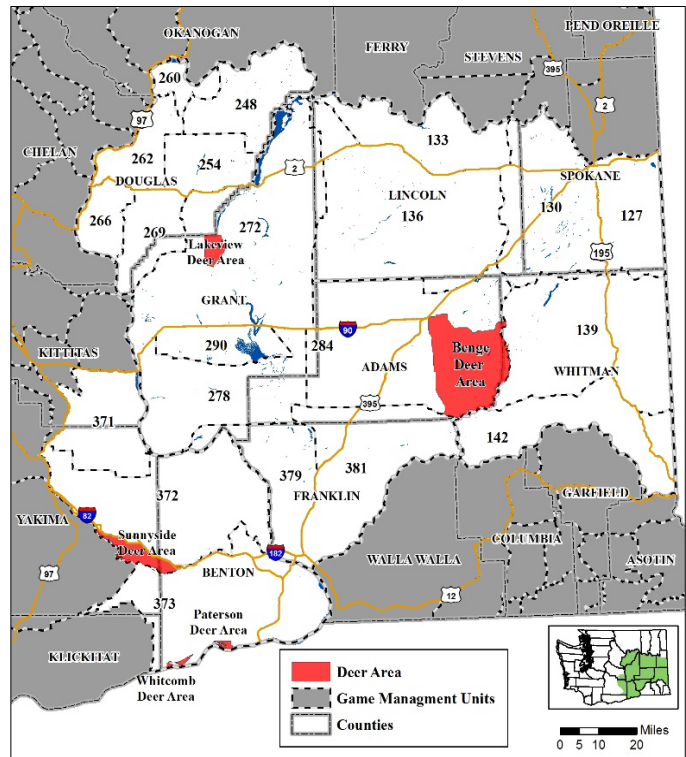 OKANOGAN
PEND OREILLE
FERRY
STEVENS
395
260
248
2
97
CHELAN
262
254
133
2
DOUGLAS
SPOKANE
LINCOLN
136
130
127
266
269
272
195
Lakeview
Deer Area
GRANT
90
290
284
139
KITTITAS
ADAMS
Benge
Deer
Area
WHITMAN
278
395
371
142
379
381
372
FRANKLIN
GARFIELD
YAKIMA
82
Sunnyside
Deer Area
182
WALLA WALLA
COLUMBIA
ASOTIN
97
BENTON
12
373
Paterson
Deer Area
KLICKITAT
Whitcomb
Deer Area
Deer Area
Game Managment Units
Counties
Miles
0 5 10 20